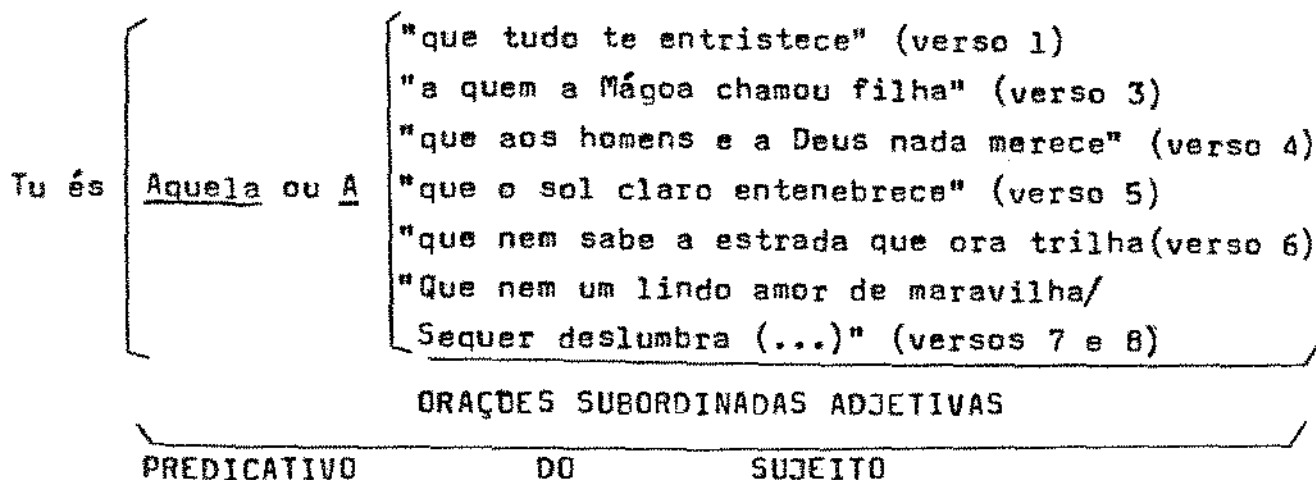 "que tudo te entristece" (verso 1)
"a quem a Mágoa chamou filha" (verso 3)
"que aos homens e a Deus nada merece" (verso 4)
Tu és Aquela ou A "que o sol claro entenebrece" (verso 5)
"que nem sabe a estrada que ora trilha(verso 6)
"Que nem um lindo amor de maravilha/
Sequer deslumbra (...)" (versos 7 e 8)
ORAÇÕES SUBORDINADAS ADJETIVAS
PREDICATIVO DO SUJEITO